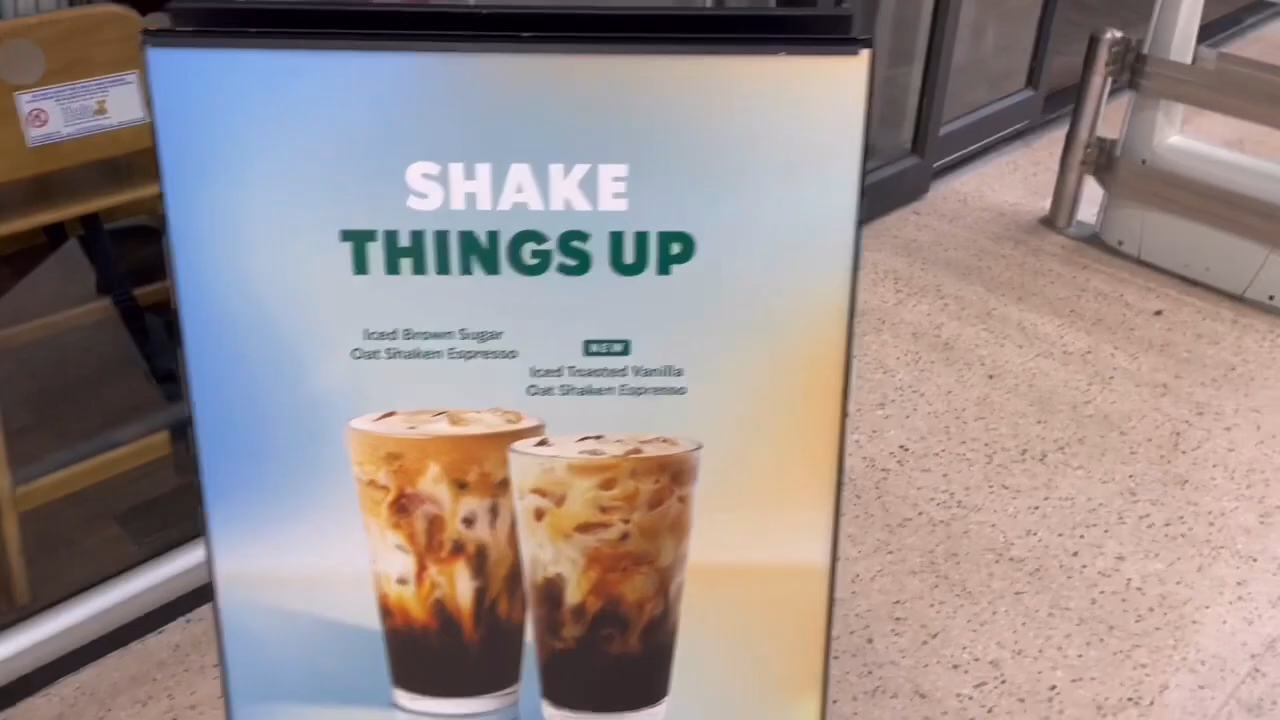 SHAKE
THINGS UP
Iced Brown Sugar
Oat Shaken Espresso
NEW
Iced Toasted Vanilla
Oat Shaken Espresso